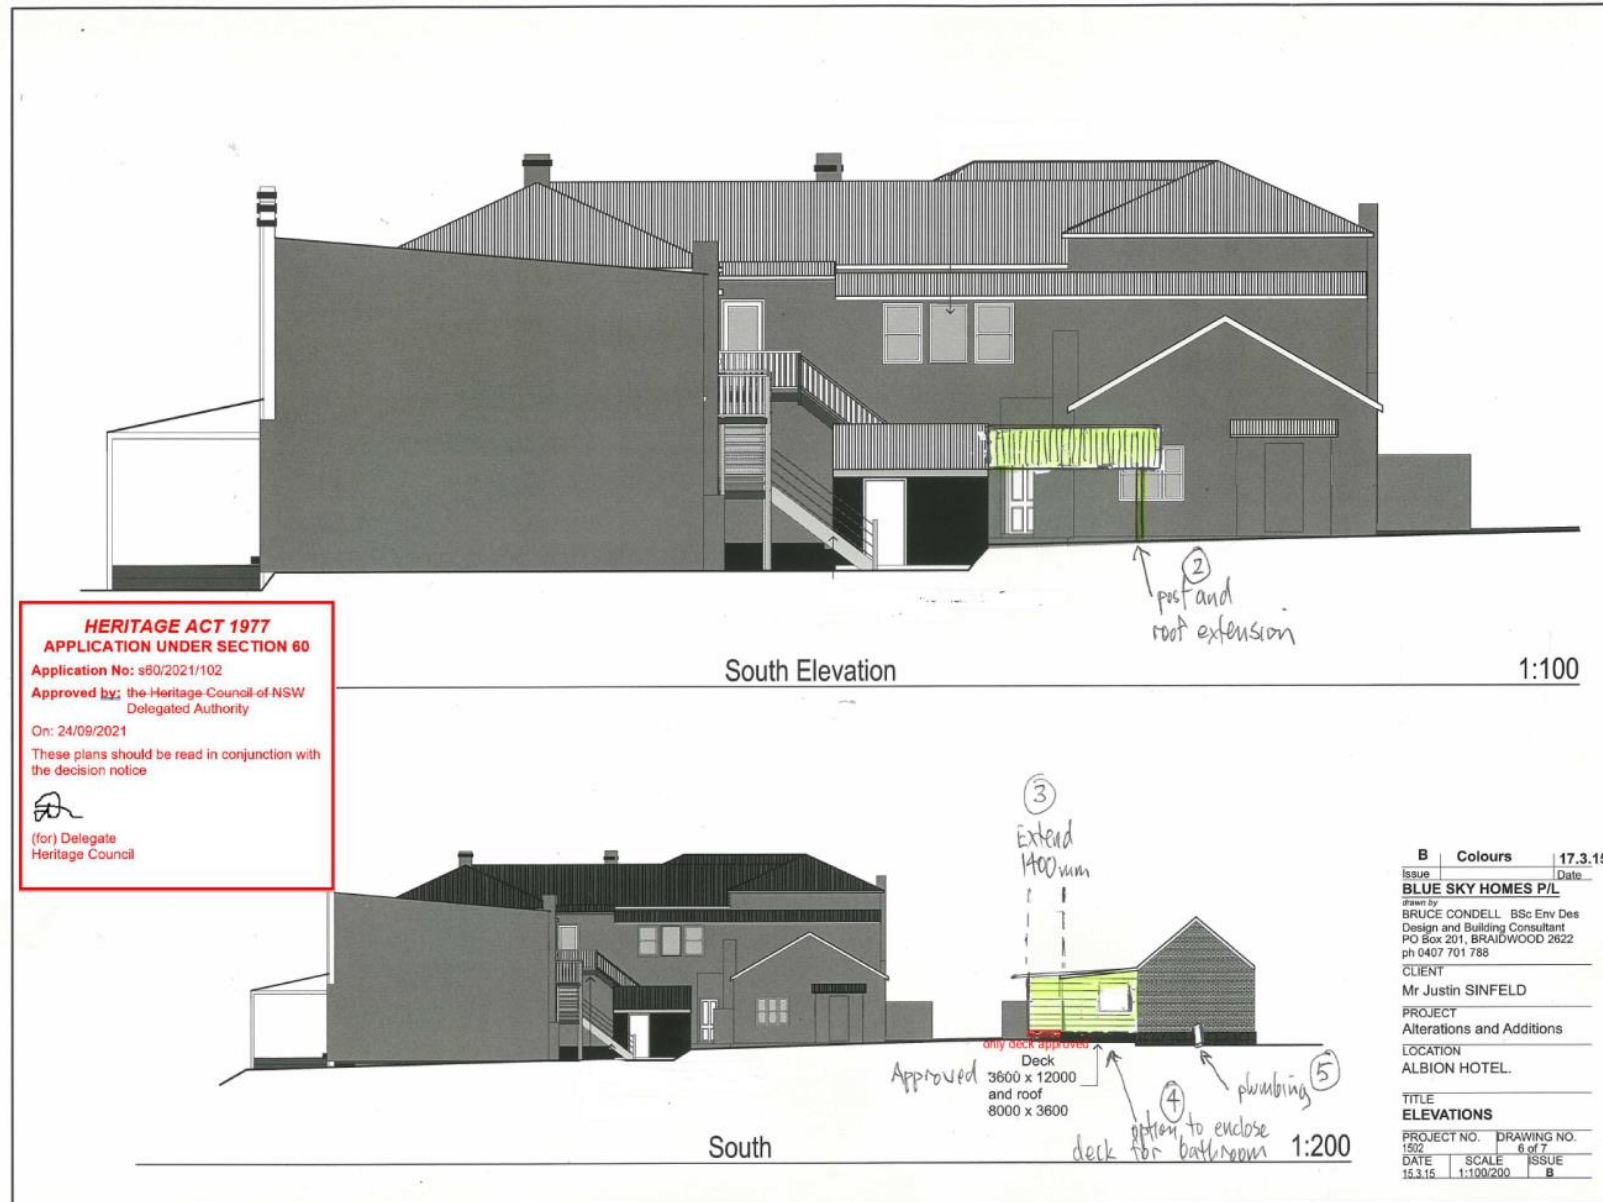 2
post and
roof extension
South Elevation
1:100
HERITAGE ACT 1977
APPLICATION UNDER SECTION 60
Application No: s60/2021/102
Approved by: the Heritage Council of NSW
Delegated Authority
On: 24/09/2021
These plans should be read in conjunction with
the decision notice
(for) Delegate
Heritage Council
3
Extend
1400mm
only deck approved
Approved
Deck
3600 x 12000
and roof
8000 x 3600
4
option to enclose
deck for bathroom
plumbing 5
South
1:200
B Colours 17.3.15
Issue Date
BLUE SKY HOMES P/L
drawn by
BRUCE CONDELL BSc Env Des
Design and Building Consultant
PO Box 201, BRAIDWOOD 2622
ph 0407 701 788
CLIENT
Mr Justin SINFELD
PROJECT
Alterations and Additions
LOCATION
ALBION HOTEL.
TITLE
ELEVATIONS
PROJECT NO. DRAWING NO.
1502 6 of 7
DATE SCALE ISSUE
15.3.15 1:100/200 B